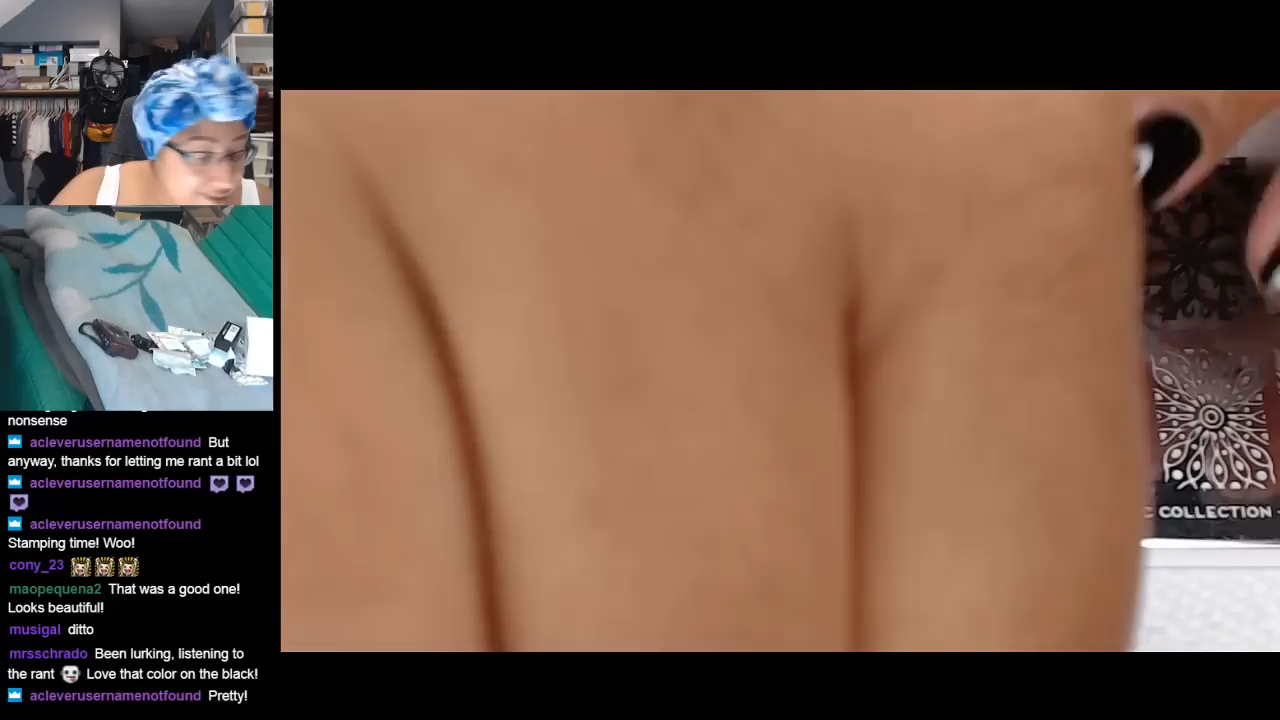 nonsense
acleverusernamenotfound But
anyway, thanks for letting me rant a bit lol
acleverusernamenotfound
acleverusernamenotfound
Stamping time! Woo!
cony_23
maopequena2 That was a good one!
Looks beautiful!
musigal ditto
mrsschrado Been lurking, listening to
the rant Love that color on the black!
acleverusernamenotfound Pretty!
COLLECTION